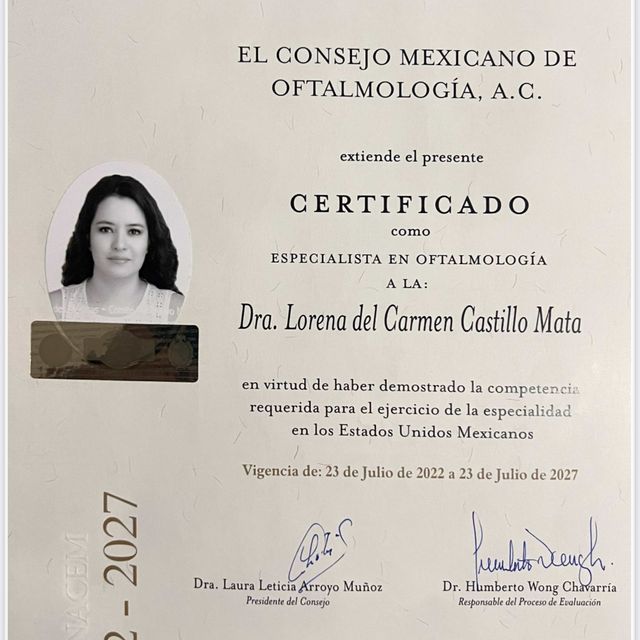 EL CONSEJO MEXICANO DE
OFTALMOLOGÍA, A.C.
extiende el presente
CERTIFICADO
como
ESPECIALISTA EN OFTALMOLOGÍA
A LA:
Dra. Lorena del Carmen Castillo Mata
en virtud de haber demostrado la competencia
requerida para el ejercicio de la especialidad
en los Estados Unidos Mexicanos
Vigencia de: 23 de Julio de 2022 a 23 de Julio de 2027
Dra. Laura Leticia Arroyo Muñoz
Presidente del Consejo
Dr. Humberto Wong Chavarría
Responsable del Proceso de Evaluación
NACEM
2 - 2027